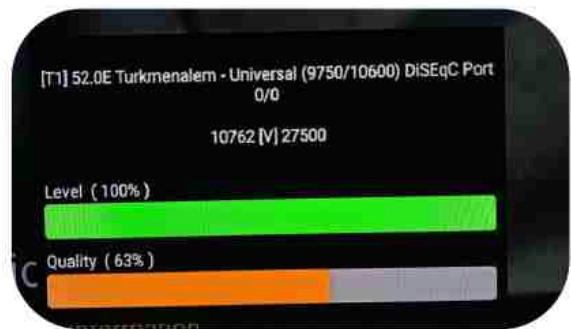 [T1] 52.0E Turkmenalem - Universal (9750/10600) DiSEqC Port
0/0
10762 [V] 27500
Level ( 100% )
Quality ( 63% )